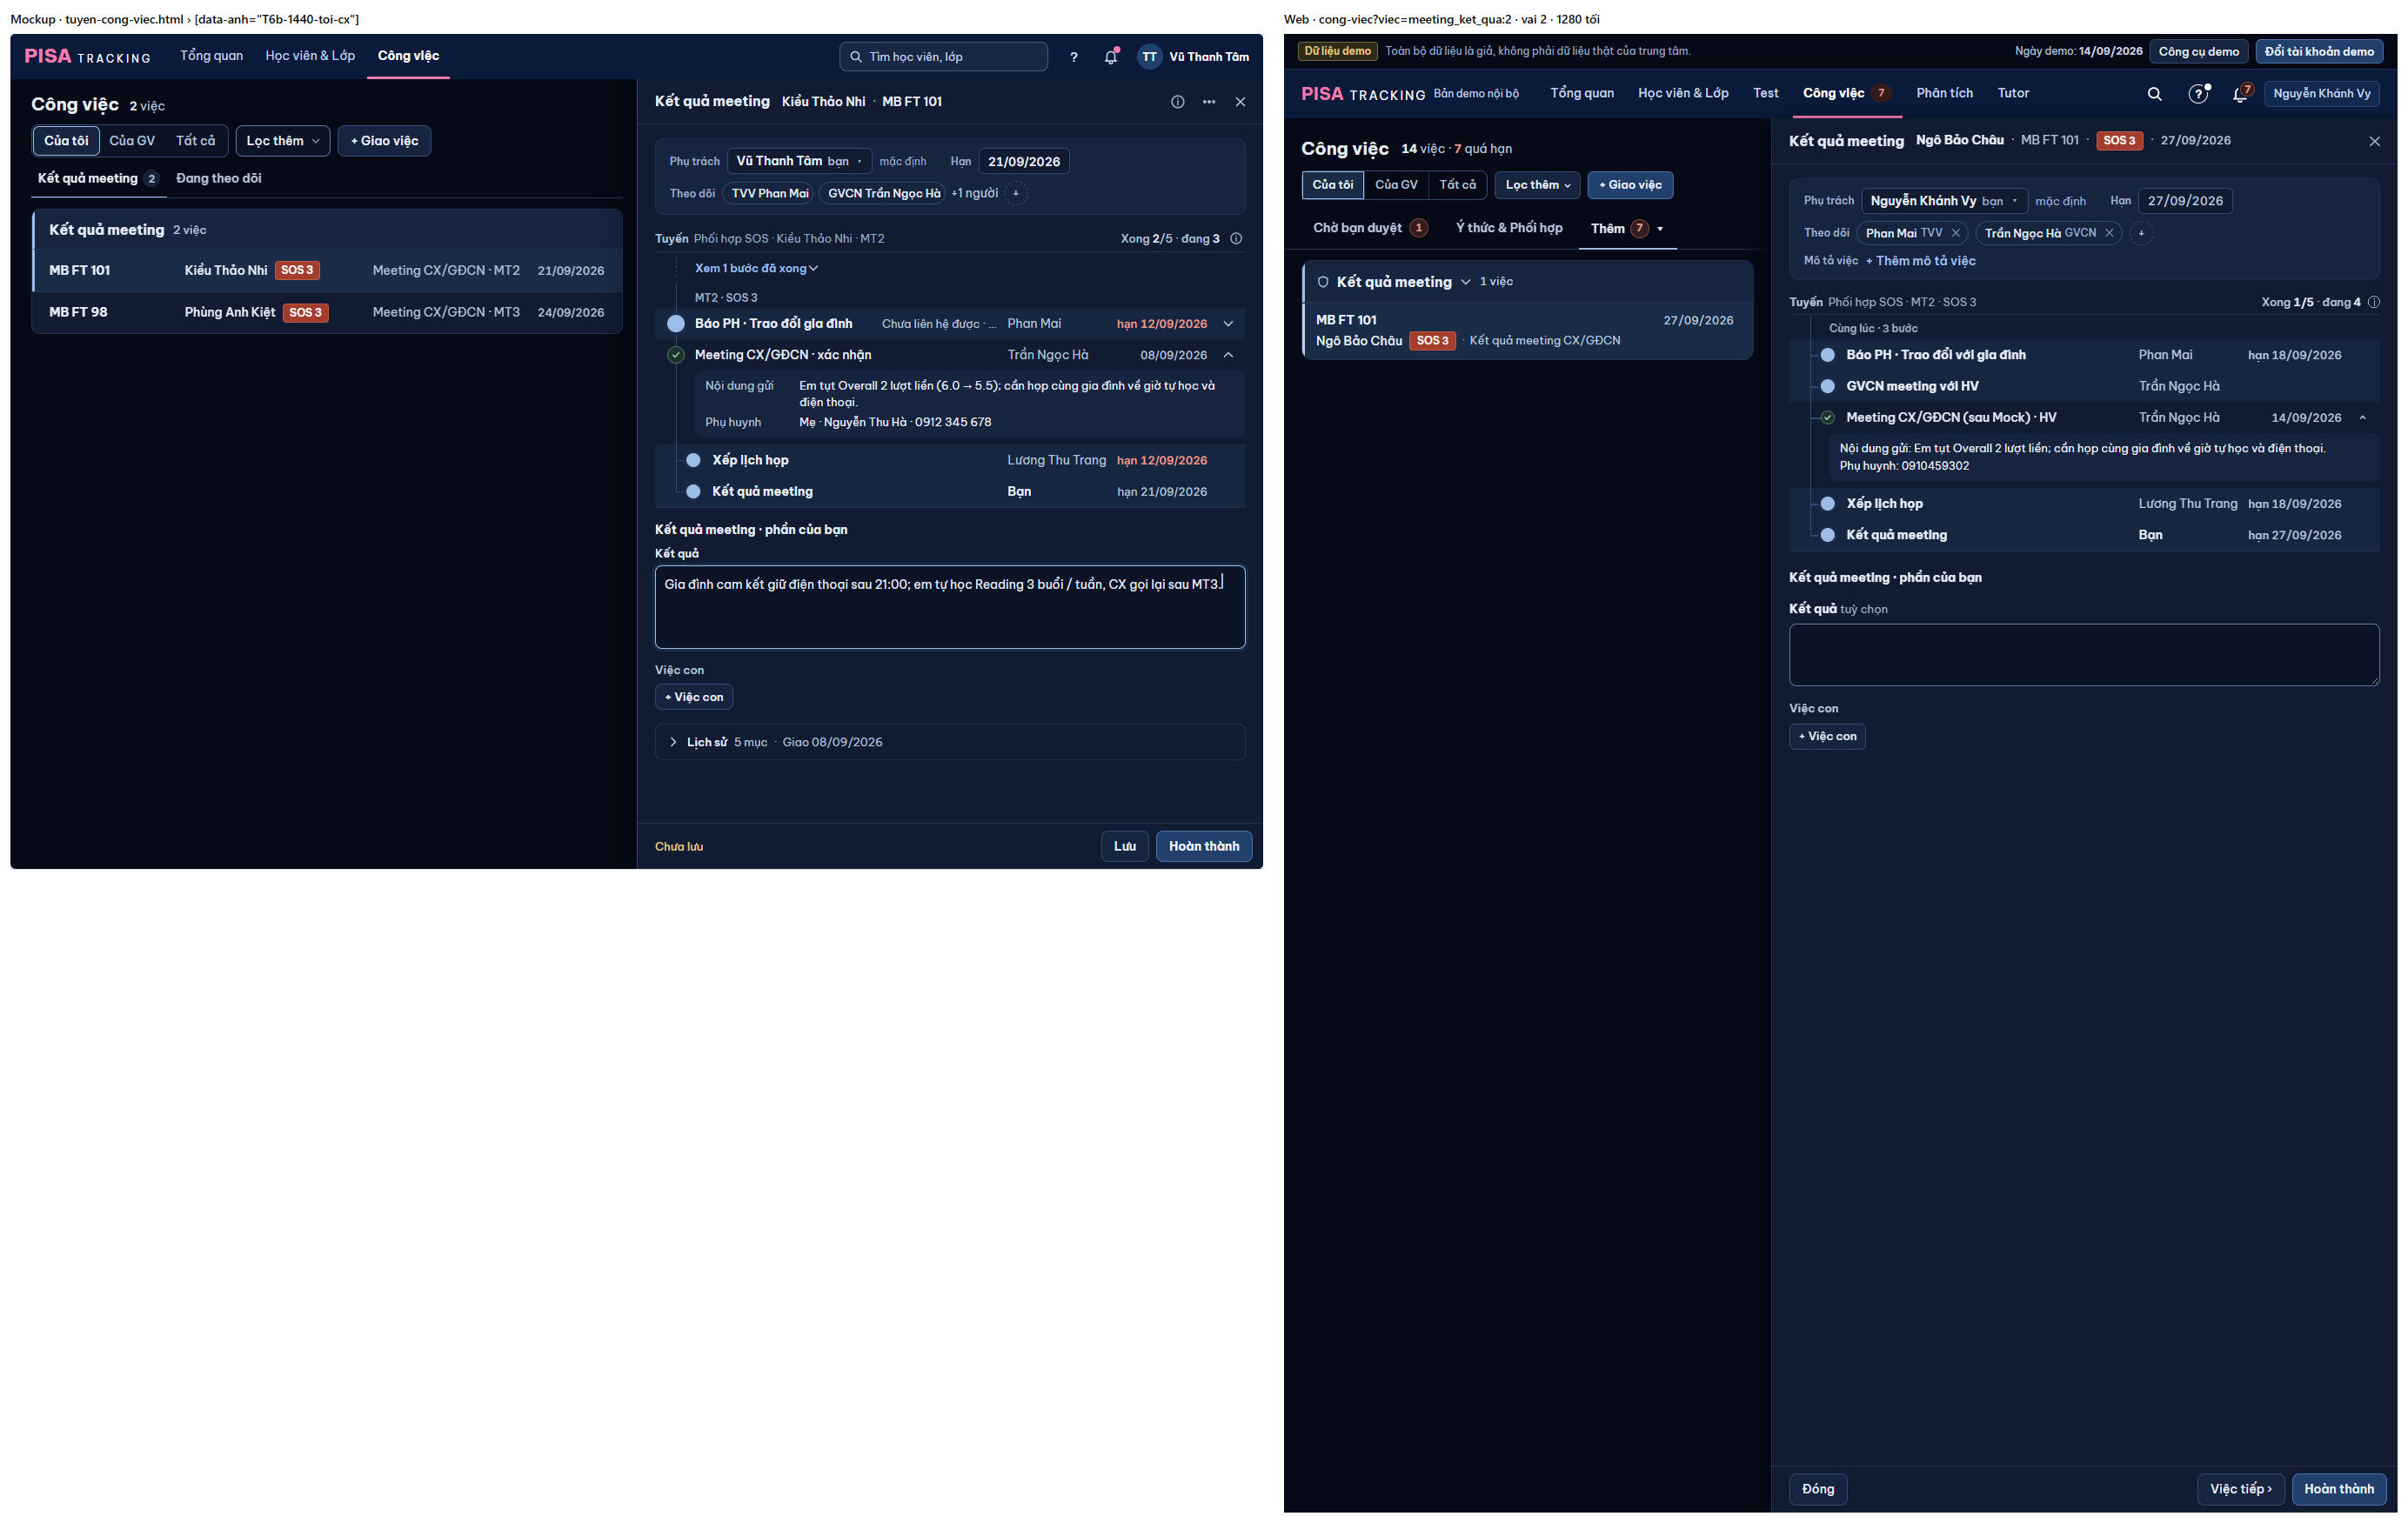 Mockup · tuyen-cong-viec.html › [data-anh="T6b-1440-toi-cx"]
PISA TRACKING Tổng quan Học viên & Lớp Công việc Tìm học viên, lớp ? TT Vũ Thanh Tâm
Công việc 2 việc
Của tôi Của GV Tất cả Lọc thêm + Giao việc
Kết quả meeting 2 Đang theo dõi
Kết quả meeting 2 việc
MB FT 101 Kiều Thảo Nhi SOS 3 Meeting CX/GĐCN · MT2 21/09/2026
MB FT 98 Phùng Anh Kiệt SOS 3 Meeting CX/GĐCN · MT3 24/09/2026
Kết quả meeting Kiều Thảo Nhi · MB FT 101
Phụ trách Vũ Thanh Tâm bạn mặc định Hạn 21/09/2026
Theo dõi TVV Phan Mai GVCN Trần Ngọc Hà +1 người +
Tuyến Phối hợp SOS · Kiều Thảo Nhi · MT2 Xong 2/5 · đang 3
Xem 1 bước đã xong
MT2 · SOS 3
Báo PH · Trao đổi gia đình Chưa liên hệ được · ... Phan Mai hạn 12/09/2026
Meeting CX/GĐCN · xác nhận Trần Ngọc Hà 08/09/2026
Nội dung gửi Em tụt Overall 2 lượt liền (6.0 → 5.5); cần họp cùng gia đình về giờ tự học và
điện thoại.
Phụ huynh Mẹ · Nguyễn Thu Hà · 0912 345 678
Xếp lịch họp Lương Thu Trang hạn 12/09/2026
Kết quả meeting Bạn hạn 21/09/2026
Kết quả meeting · phần của bạn
Kết quả
Gia đình cam kết giữ điện thoại sau 21:00; em tự học Reading 3 buổi / tuần, CX gọi lại sau MT3.
Việc con
+ Việc con
Lịch sử 5 mục · Giao 08/09/2026
Chưa lưu Lưu Hoàn thành
Web · cong-viec?viec=meeting_ket_qua:2 · vai 2 · 1280 tối
Dữ liệu demo Toàn bộ dữ liệu là giả, không phải dữ liệu thật của trung tâm. Ngày demo: 14/09/2026 Công cụ demo Đổi tài khoản demo
PISA TRACKING Bản demo nội bộ Tổng quan Học viên & Lớp Test Công việc 7 Phân tích Tutor ? 7 Nguyễn Khánh Vy
Công việc 14 việc · 7 quá hạn
Của tôi Của GV Tất cả Lọc thêm + Giao việc
Chờ bạn duyệt 1 Ý thức & Phối hợp Thêm 7
Kết quả meeting 1 việc
MB FT 101 27/09/2026
Ngô Bảo Châu SOS 3 · Kết quả meeting CX/GĐCN
Kết quả meeting Ngô Bảo Châu · MB FT 101 · SOS 3 · 27/09/2026
Phụ trách Nguyễn Khánh Vy bạn mặc định Hạn 27/09/2026
Theo dõi Phan Mai TVV Trần Ngọc Hà GVCN +
Mô tả việc + Thêm mô tả việc
Tuyến Phối hợp SOS · MT2 · SOS 3 Xong 1/5 · đang 4
Cùng lúc · 3 bước
Báo PH · Trao đổi với gia đình Phan Mai hạn 18/09/2026
GVCN meeting với HV Trần Ngọc Hà
Meeting CX/GĐCN (sau Mock) · HV Trần Ngọc Hà 14/09/2026
Nội dung gửi: Em tụt Overall 2 lượt liền; cần họp cùng gia đình về giờ tự học và điện thoại.
Phụ huynh: 0910459302
Xếp lịch họp Lương Thu Trang hạn 18/09/2026
Kết quả meeting Bạn hạn 27/09/2026
Kết quả meeting · phần của bạn
Kết quả tuỳ chọn
Việc con
+ Việc con
Đóng Việc tiếp › Hoàn thành